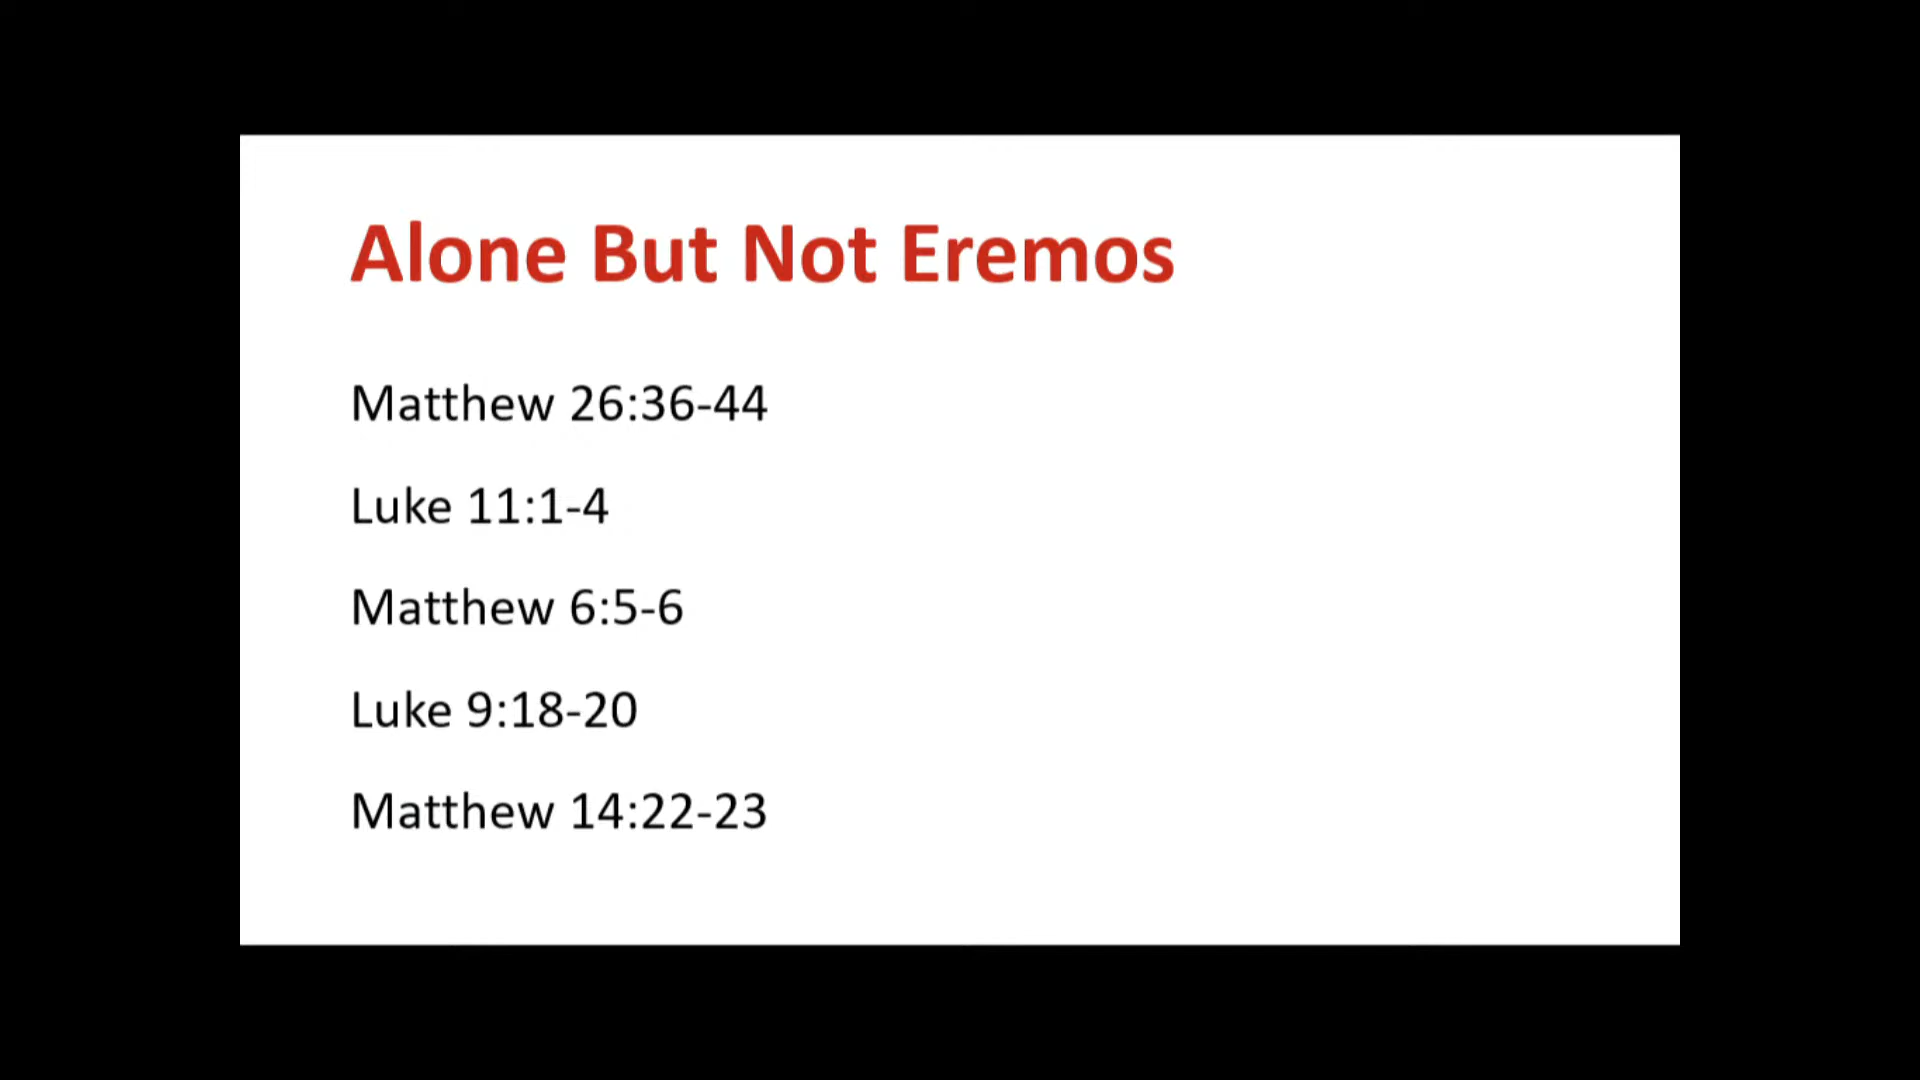 Alone But Not Eremos
Matthew 26:36-44
Luke 11:1-4
Matthew 6:5-6
Luke 9:18-20
Matthew 14:22-23